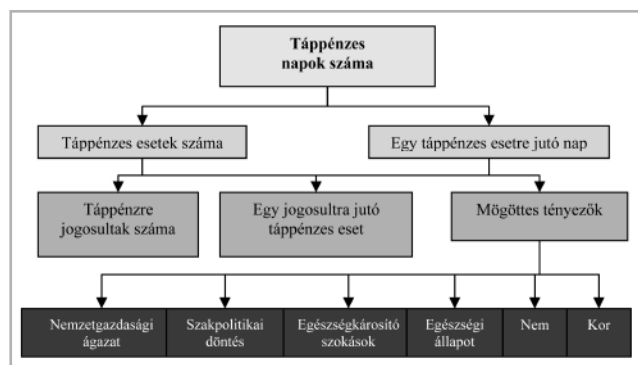 Táppénzes
napok száma
Táppénzes esetek száma
Egy táppénzes esetre jutó nap
Táppénzre
jogosultak száma
Egy jogosultra jutó
táppénzes eset
Mögöttes tényezők
Nemzetgazdasági
ágazat
Szakpolitikai
döntés
Egészségkárosító
szokások
Egészségi
állapot
Nem
Kor